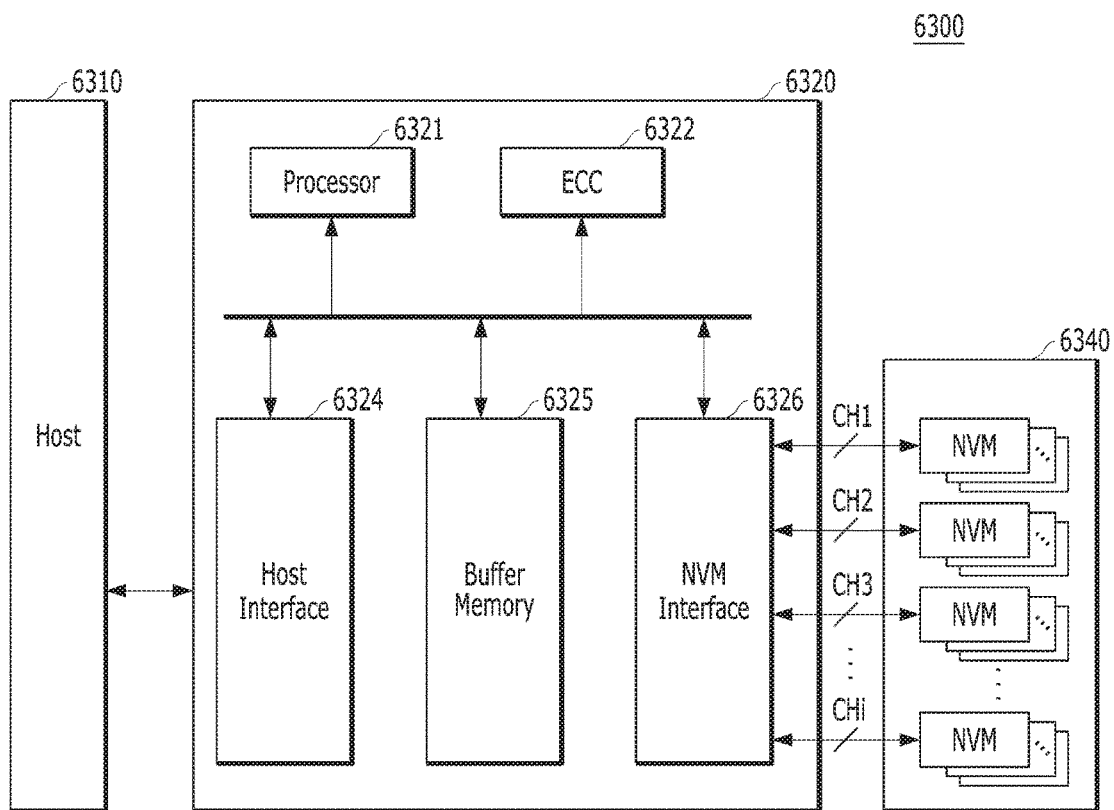 6300
6310
6320
6321
6322
Processor
ECC
6340
6324
6325
6326
CH1
Host
NVM
CH2
NVM
Host
Interface
Buffer
Memory
NVM
Interface
CH3
NVM
CHi
NVM